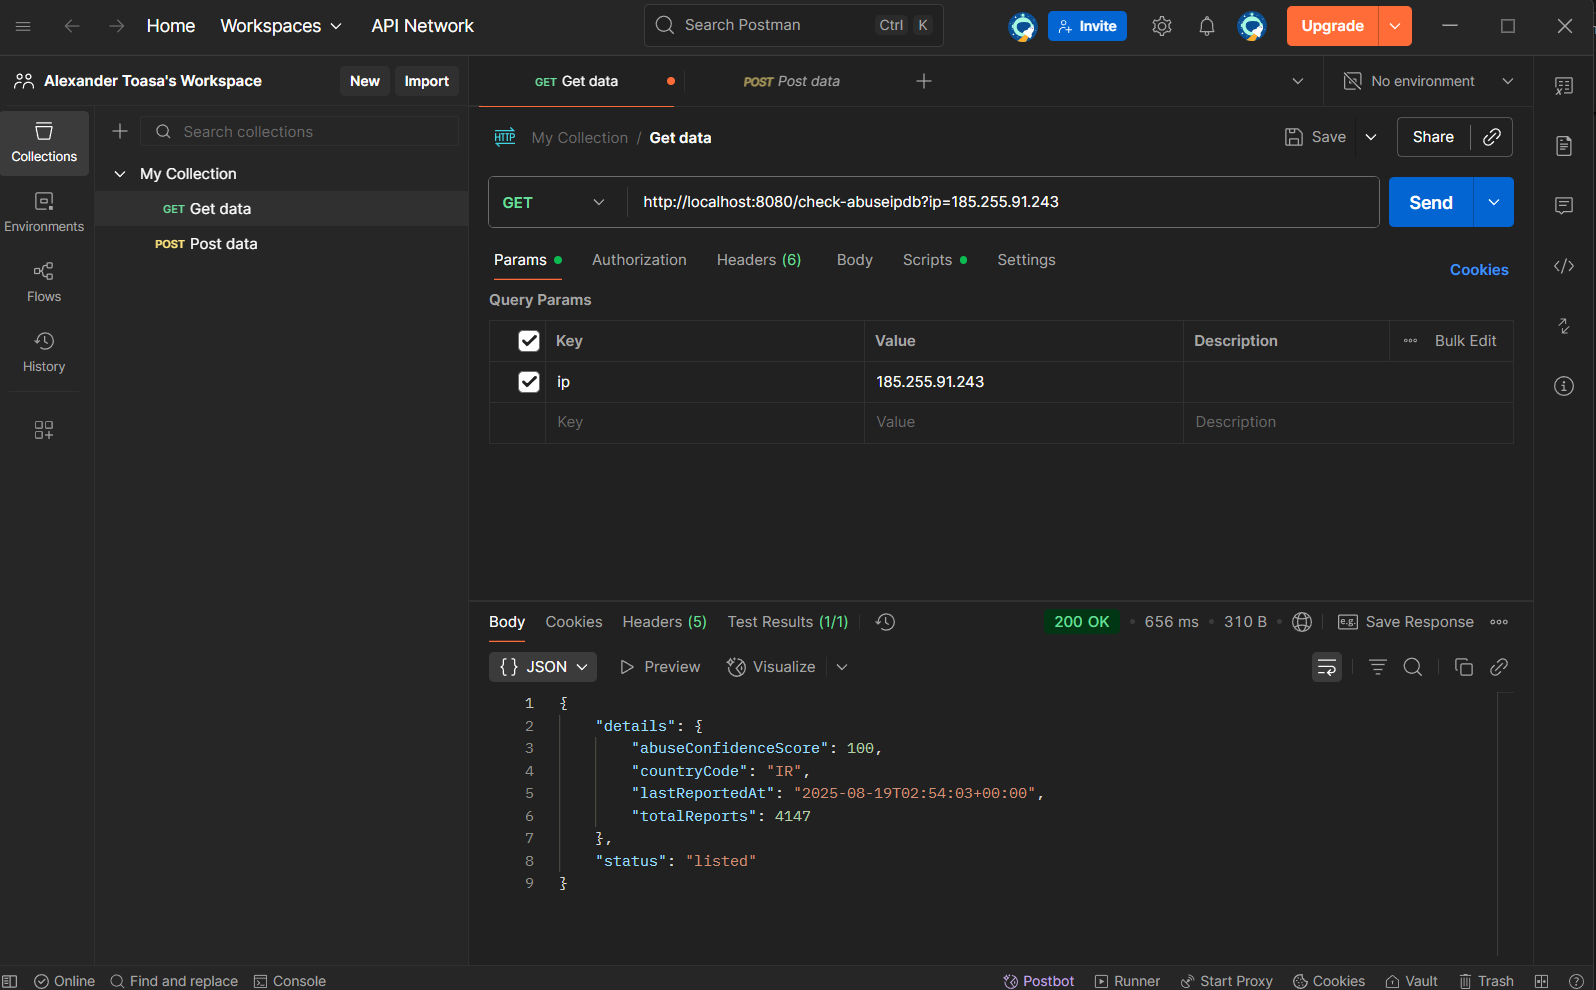 Home
Workspaces
API Network
Search Postman
Ctrl K
Invite
Upgrade
Alexander Toasa's Workspace
New
Import
GET Get data
POST Post data
No environment
Collections
Environments
Flows
History
Search collections
My Collection
GET Get data
POST Post data
HTTP My Collection / Get data
Save
Share
GET
http://localhost:8080/check-abuseipdb?ip=185.255.91.243
Send
Params
Authorization
Headers (6)
Body
Scripts
Settings
Cookies
Query Params
Key Value Description Bulk Edit
ip 185.255.91.243
Key Value Description
Body
Cookies
Headers (5)
Test Results (1/1)
200 OK
656 ms
310 B
e.g. Save Response
{} JSON
Preview
Visualize
1 {
2 "details": {
3 "abuseConfidenceScore": 100,
4 "countryCode": "IR",
5 "lastReportedAt": "2025-08-19T02:54:03+00:00",
6 "totalReports": 4147
7 },
8 "status": "listed"
9 }
Online
Find and replace
Console
Postbot
Runner
Start Proxy
Cookies
Vault
Trash